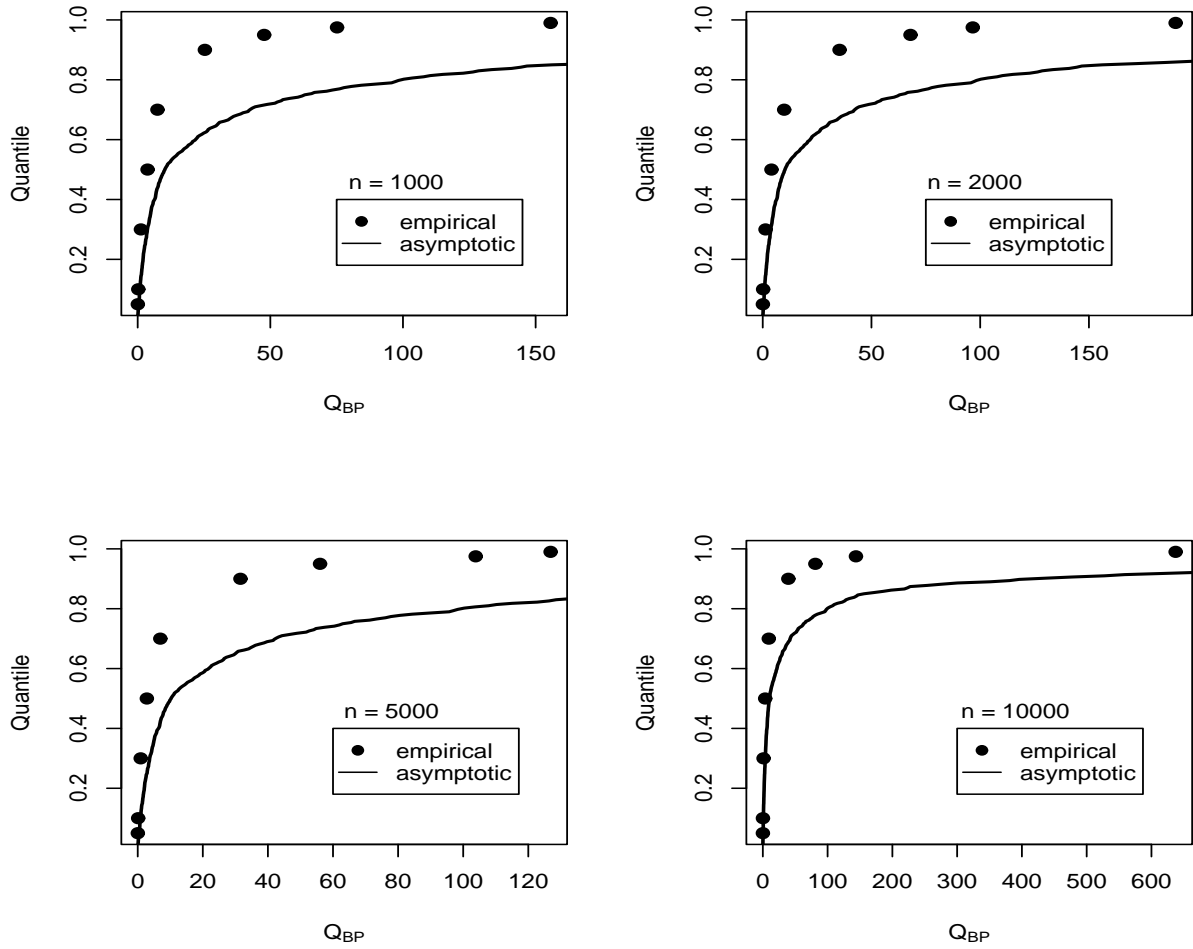 Quantile
1.0
0.8
0.6
0.4
0.2
n = 1000
empirical
asymptotic
0 50 100 150
Q_BP
Quantile
1.0
0.8
0.6
0.4
0.2
n = 2000
empirical
asymptotic
0 50 100 150
Q_BP
Quantile
1.0
0.8
0.6
0.4
0.2
n = 5000
empirical
asymptotic
0 20 40 60 80 100 120
Q_BP
Quantile
1.0
0.8
0.6
0.4
0.2
n = 10000
empirical
asymptotic
0 100 200 300 400 500 600
Q_BP